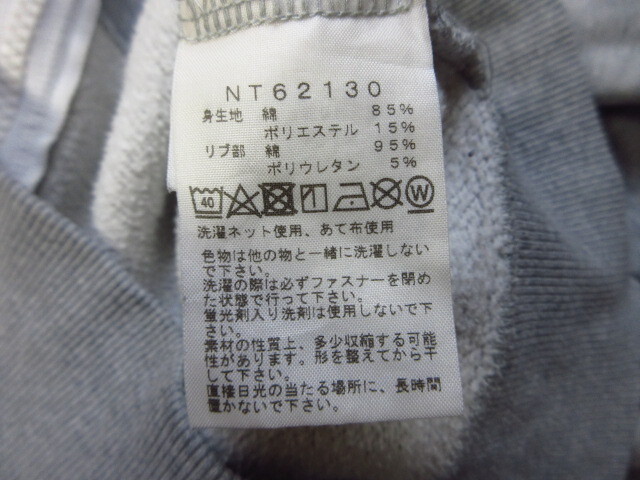 NT62130
身生地 綿 85%
ポリエステル 15%
リブ部 綿 95%
ポリウレタン 5%
40 W
洗濯ネット使用、あて布使用
色物は他の物と一緒に洗濯しない
で下さい。
洗濯の際は必ずファスナーを閉め
た状態で行って下さい。
蛍光剤入り洗剤は使用しないで下
さい。
素材の性質上、多少収縮する可能
性があります。形を整えてから干
して下さい。
直接日光の当たる場所に、長時間
置かないで下さい。